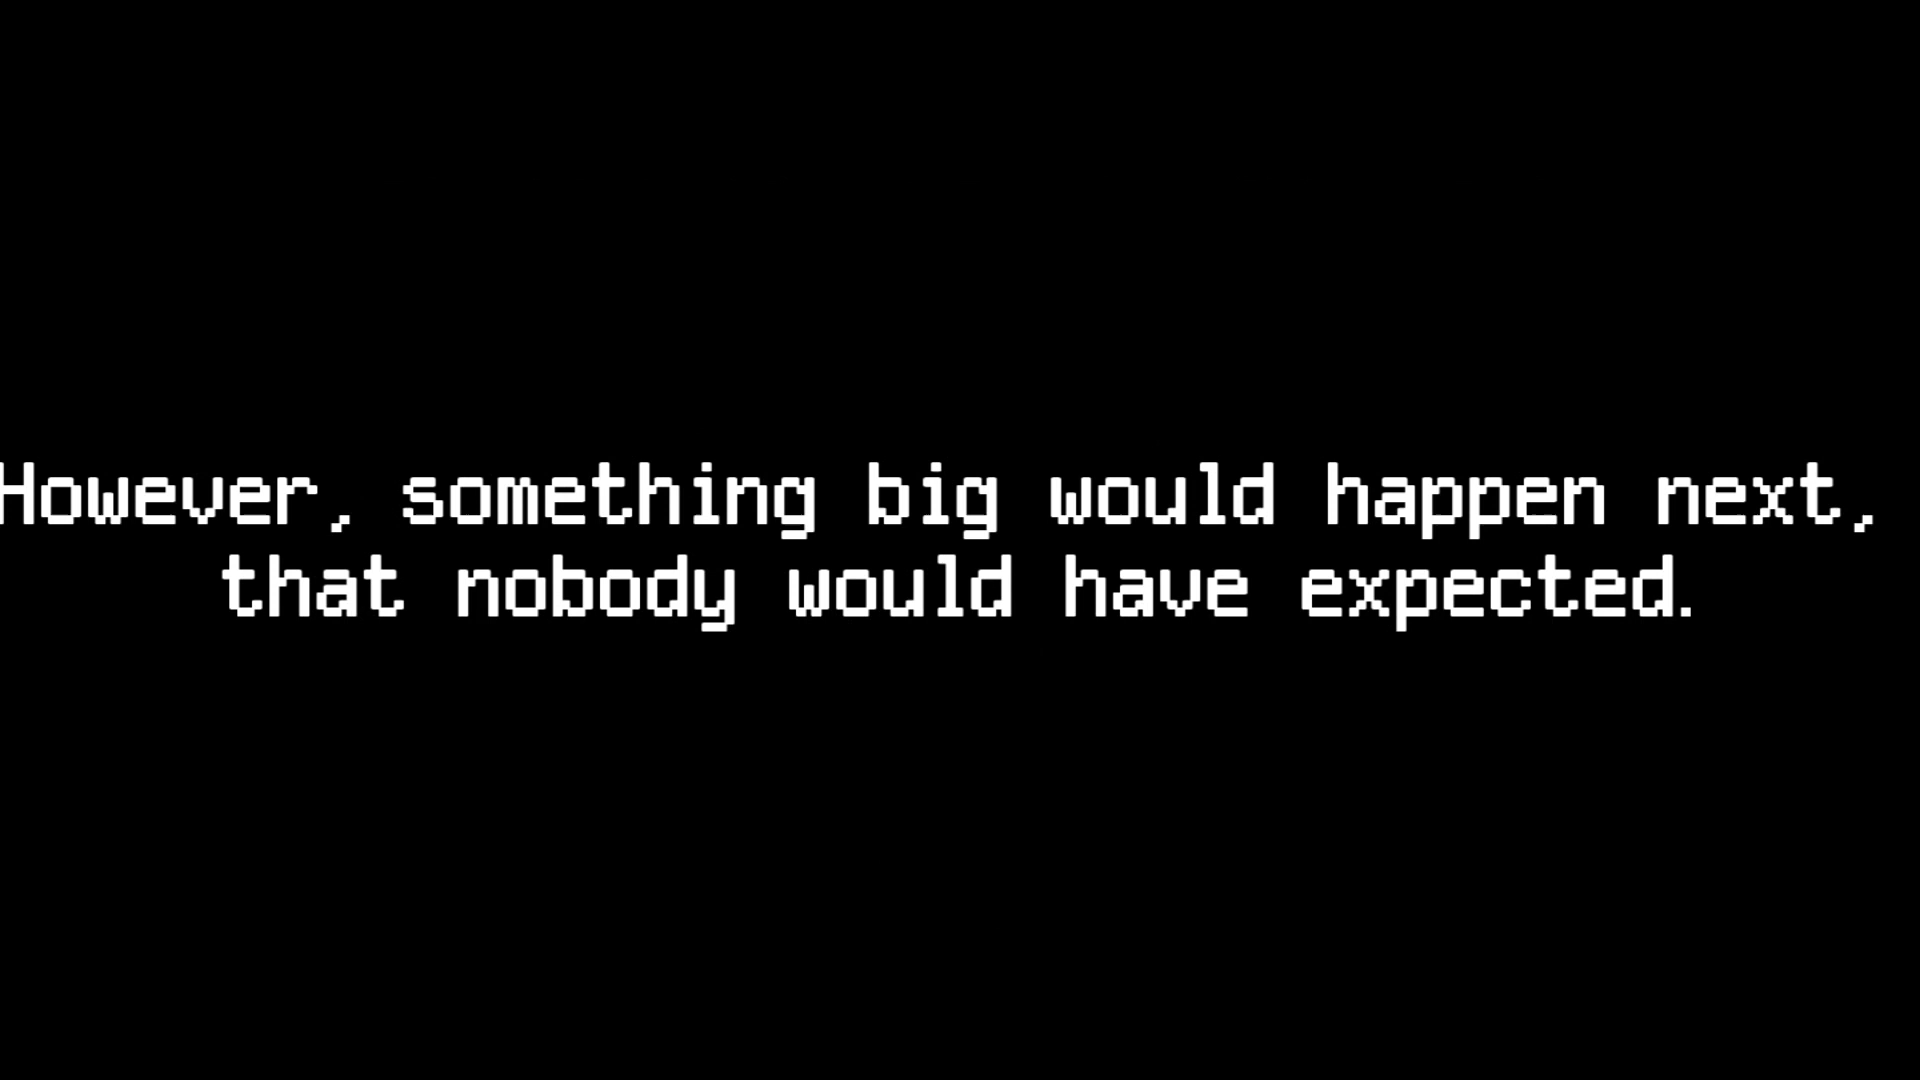 However, something big would happen next,
that nobody would have expected.